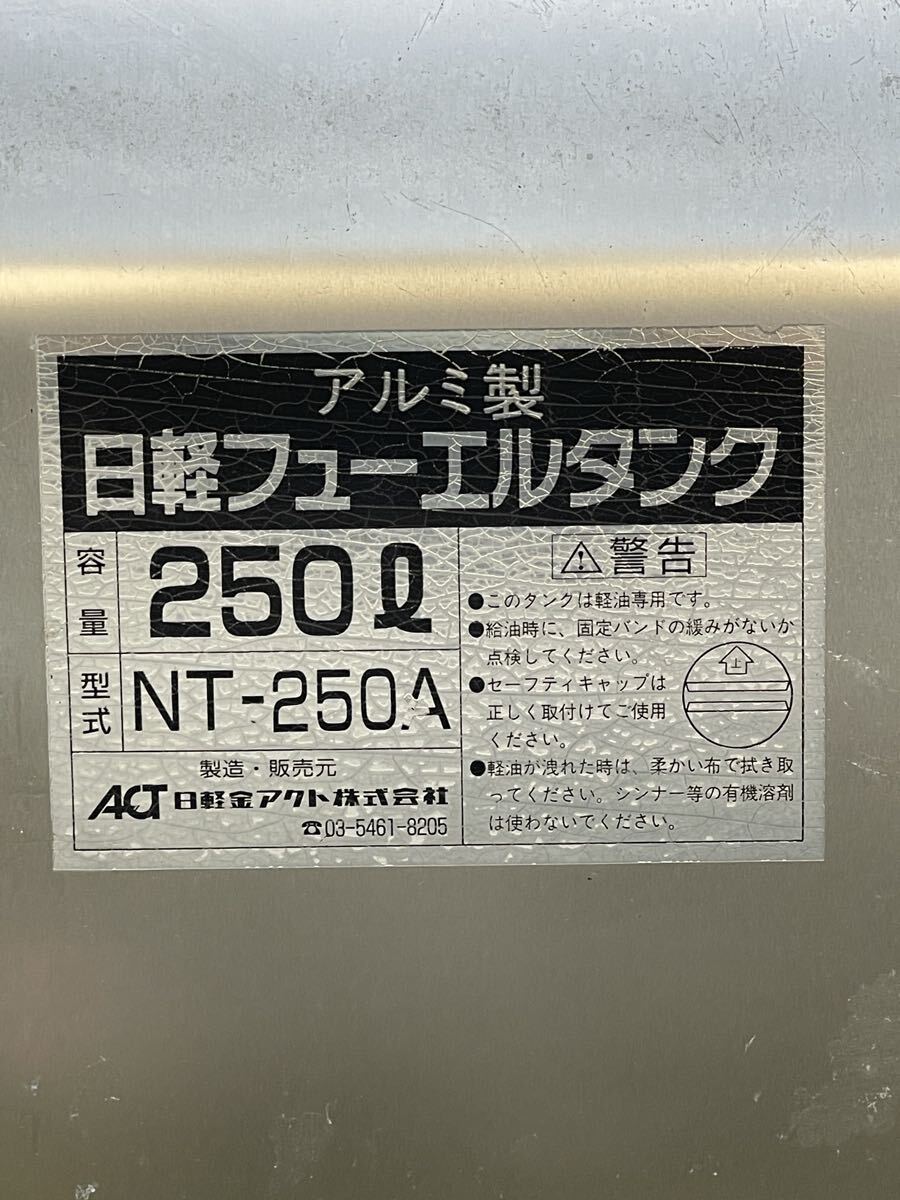 アルミ製
日軽フューエルタンク
容量
250ℓ
型式
NT-250A
製造・販売元
ACT 日軽金アクト株式会社
☎03-5461-8205
⚠警告
●このタンクは軽油専用です。
●給油時に、固定バンドの緩みがないか
点検してください。
●セーフティキャップは
正しく取付けてご使用
ください。
上
●軽油が洩れた時は、柔かい布で拭き取
ってください。シンナー等の有機溶剤
は使わないでください。